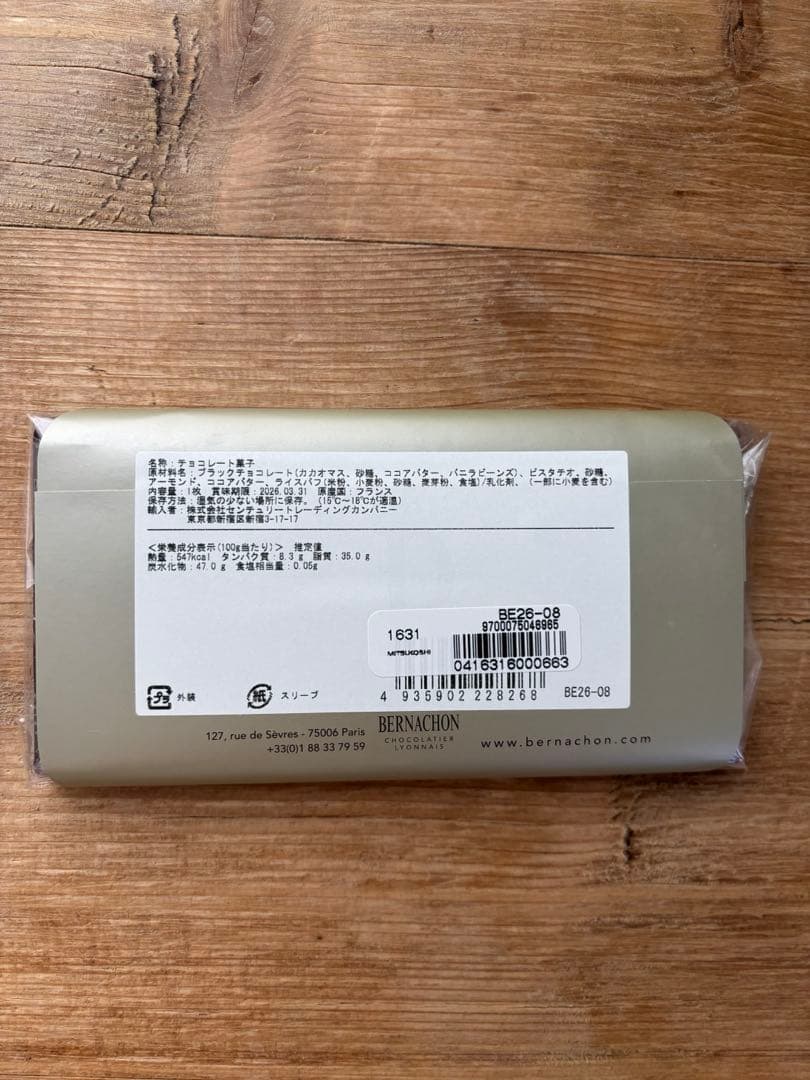 名称：チョコレート菓子
原材料名：ブラックチョコレート(カカオマス、砂糖、ココアバター、バニラビーンズ)、ピスタチオ、砂糖、
アーモンド、ココアバター、ライスパフ(米粉、小麦粉、砂糖、麦芽粉、食塩)/乳化剤、(一部に小麦を含む)
内容量：1枚　賞味期限：2026.03.31　原産国：フランス
保存方法：湿気の少ない場所に保存。(15℃～18℃が適温)
輸入者：株式会社センチュリートレーディングカンパニー
東京都新宿区新宿3-17-17
＜栄養成分表示(100g当たり)＞　推定値
熱量：547kcal　タンパク質：8.3g　脂質：35.0g
炭水化物：47.0g　食塩相当量：0.05g
BE26-08
9700075046965
1631
MITSUKOSHI
0416316000663
4 935902 228268
BE26-08
プラ 外装
紙 スリーブ
127, rue de Sèvres - 75006 Paris
+33(0)1 88 33 79 59
BERNACHON
CHOCOLATIER
LYONNAIS
www.bernachon.com